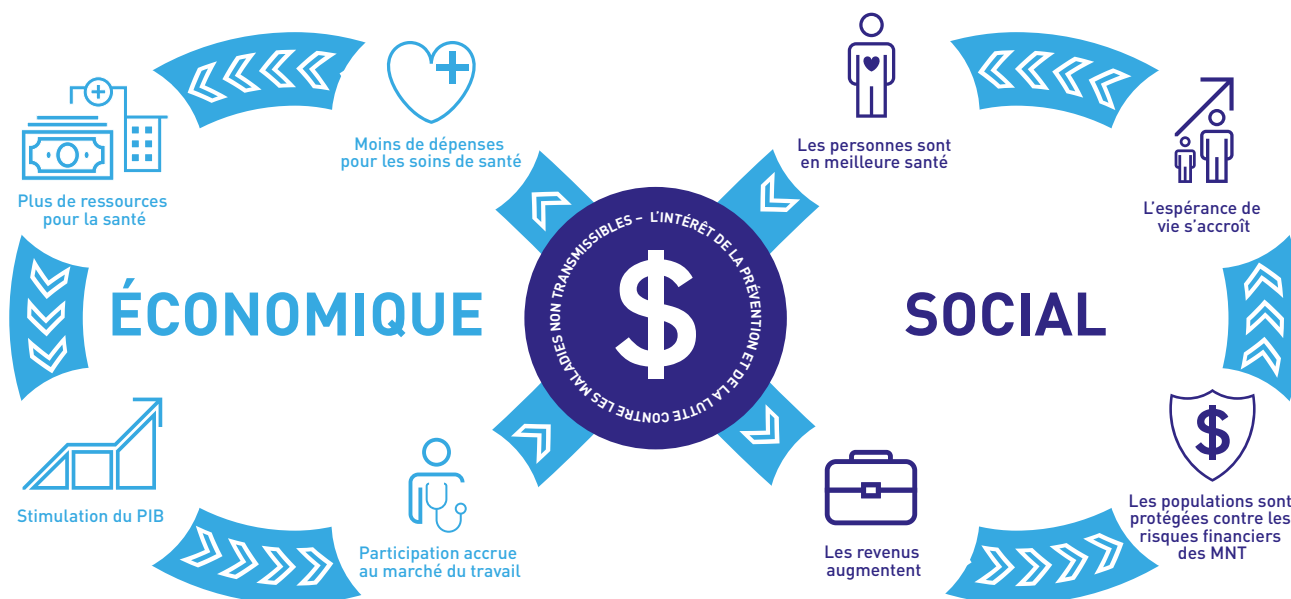 Moins de dépenses
pour les soins de santé
Plus de ressources
pour la santé
ÉCONOMIQUE
Stimulation du PIB
Participation accrue
au marché du travail
L'INTÉRÊT DE LA PRÉVENTION ET DE LA LUTTE CONTRE LES MALADIES NON TRANSMISSIBLES –
$
Les personnes sont
en meilleure santé
L'espérance de
vie s'accroît
SOCIAL
$
Les populations sont
protégées contre les
risques financiers
des MNT
Les revenus
augmentent